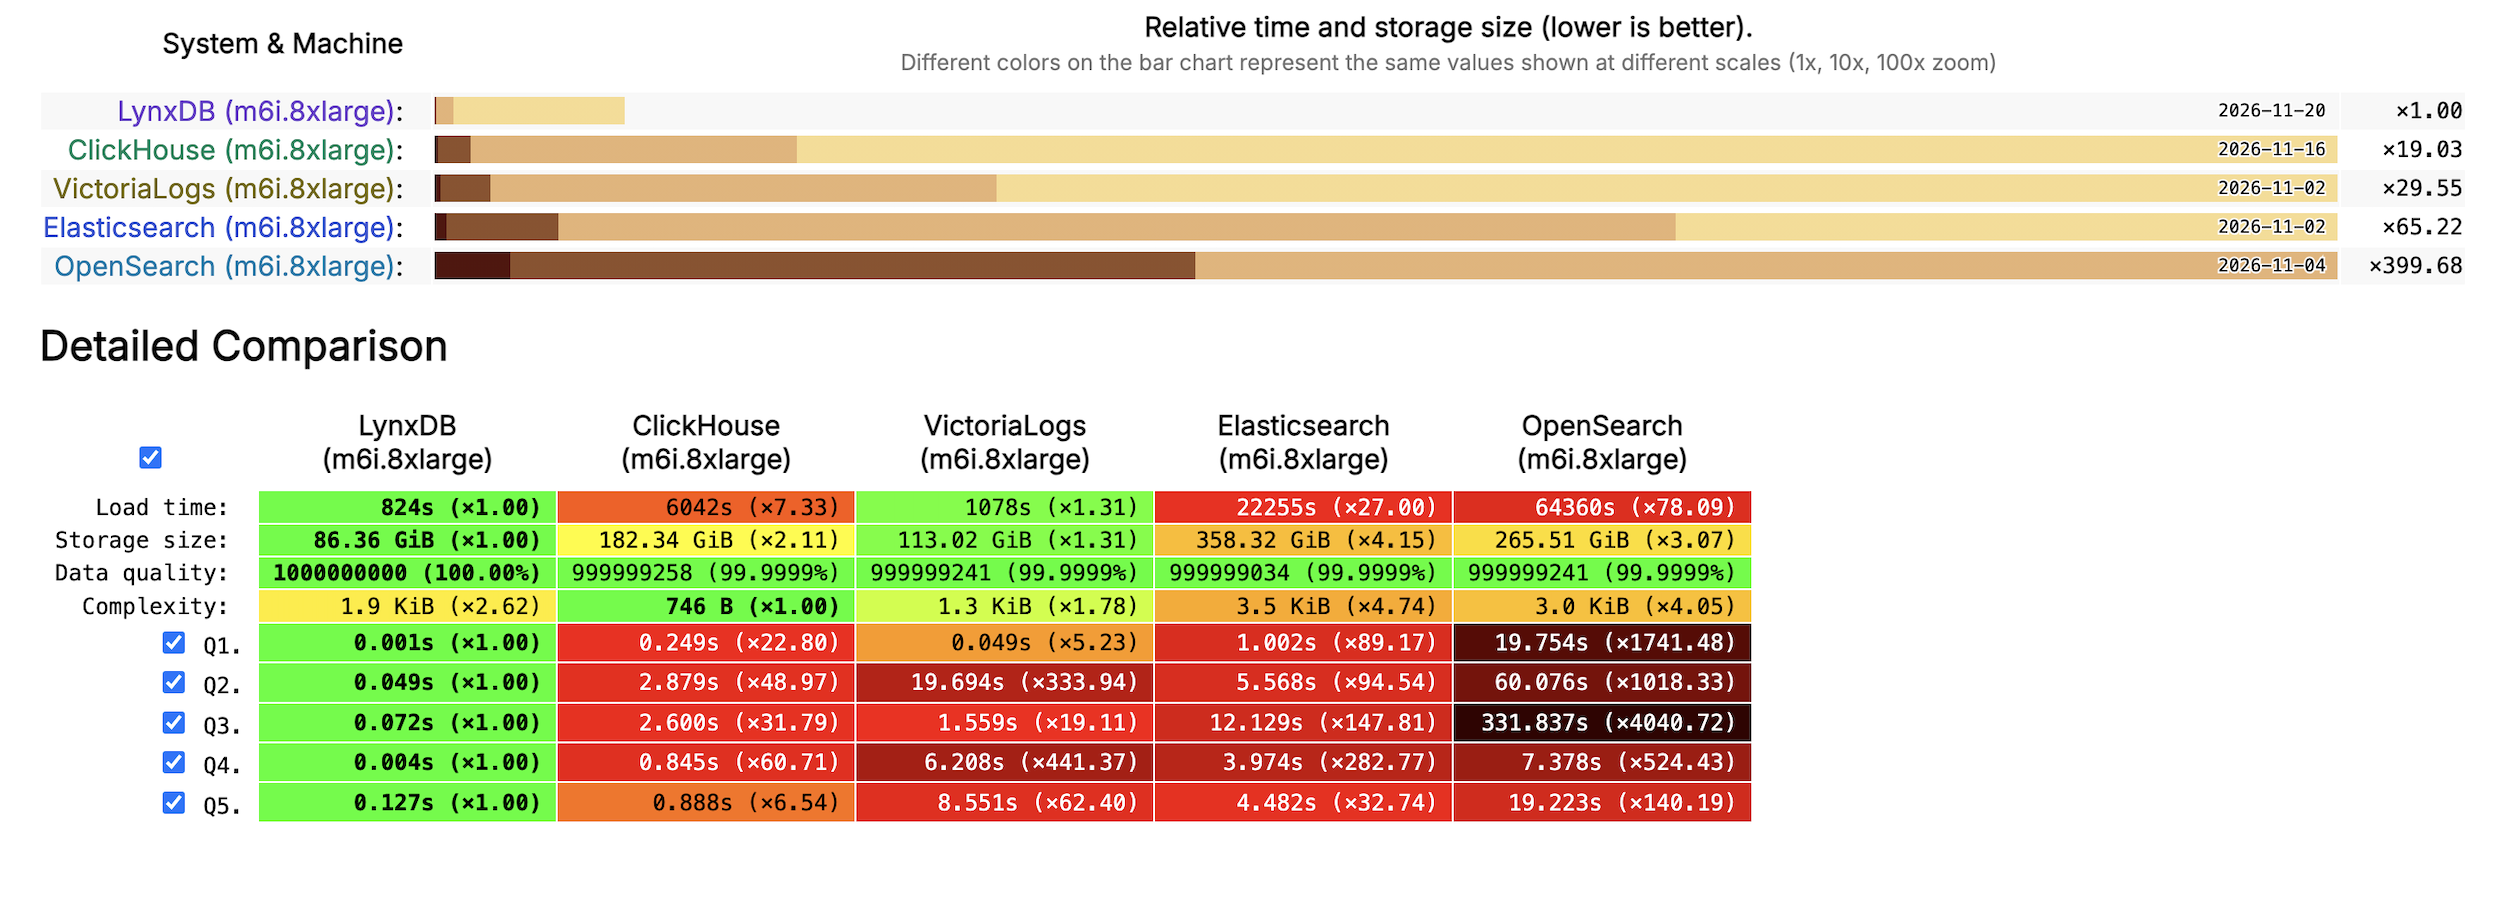 System & Machine
Relative time and storage size (lower is better).
Different colors on the bar chart represent the same values shown at different scales (1x, 10x, 100x zoom)
LynxDB (m6i.8xlarge): 2026-11-20 ×1.00
ClickHouse (m6i.8xlarge): 2026-11-16 ×19.03
VictoriaLogs (m6i.8xlarge): 2026-11-02 ×29.55
Elasticsearch (m6i.8xlarge): 2026-11-02 ×65.22
OpenSearch (m6i.8xlarge): 2026-11-04 ×399.68
Detailed Comparison
LynxDB ClickHouse VictoriaLogs Elasticsearch OpenSearch
(m6i.8xlarge) (m6i.8xlarge) (m6i.8xlarge) (m6i.8xlarge) (m6i.8xlarge)
Load time: 824s (×1.00) 6042s (×7.33) 1078s (×1.31) 22255s (×27.00) 64360s (×78.09)
Storage size: 86.36 GiB (×1.00) 182.34 GiB (×2.11) 113.02 GiB (×1.31) 358.32 GiB (×4.15) 265.51 GiB (×3.07)
Data quality: 1000000000 (100.00%) 999999258 (99.9999%) 999999241 (99.9999%) 999999034 (99.9999%) 999999241 (99.9999%)
Complexity: 1.9 KiB (×2.62) 746 B (×1.00) 1.3 KiB (×1.78) 3.5 KiB (×4.74) 3.0 KiB (×4.05)
Q1. 0.001s (×1.00) 0.249s (×22.80) 0.049s (×5.23) 1.002s (×89.17) 19.754s (×1741.48)
Q2. 0.049s (×1.00) 2.879s (×48.97) 19.694s (×333.94) 5.568s (×94.54) 60.076s (×1018.33)
Q3. 0.072s (×1.00) 2.600s (×31.79) 1.559s (×19.11) 12.129s (×147.81) 331.837s (×4040.72)
Q4. 0.004s (×1.00) 0.845s (×60.71) 6.208s (×441.37) 3.974s (×282.77) 7.378s (×524.43)
Q5. 0.127s (×1.00) 0.888s (×6.54) 8.551s (×62.40) 4.482s (×32.74) 19.223s (×140.19)